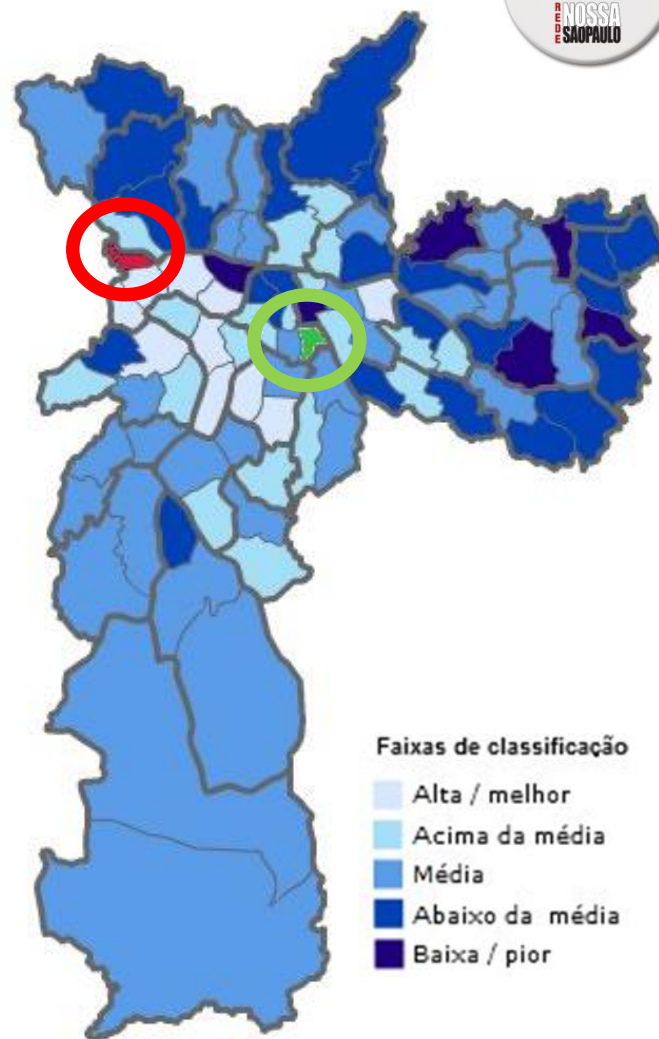 REDE
NOSSA
SÃOPAULO
Faixas de classificação
Alta / melhor
Acima da média
Média
Abaixo da média
Baixa / pior